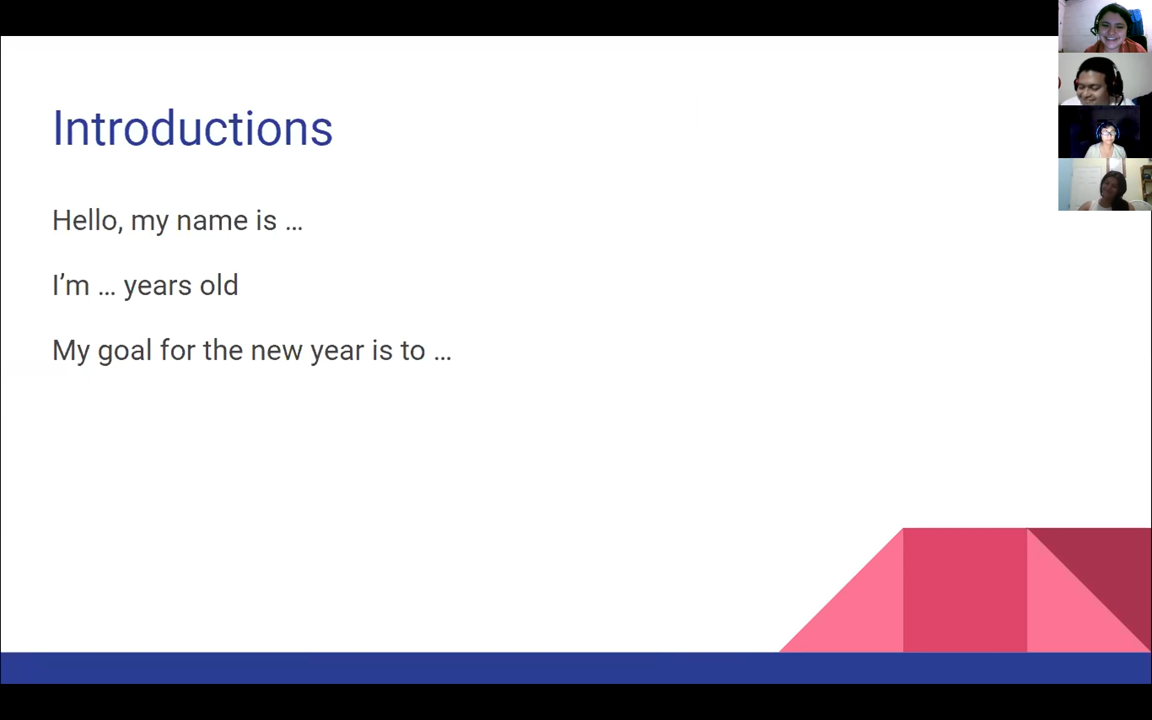 Introductions
Hello, my name is …
I’m … years old
My goal for the new year is to …